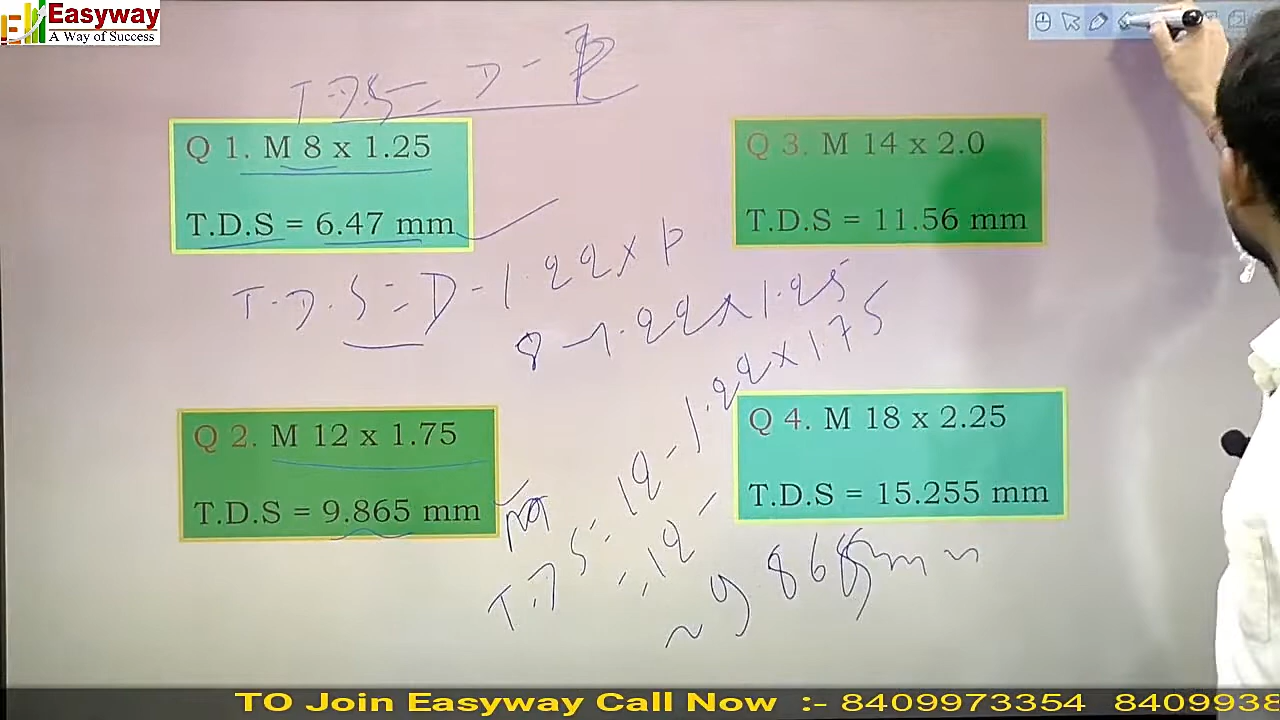 Easyway
A Way of Success
T.D.S = D - P
Q 1. M 8 x 1.25
T.D.S = 6.47 mm
Q 3. M 14 x 2.0
T.D.S = 11.56 mm
T.D.S = D - 1.22 x P
8 - 1.22 x 1.25
Q 2. M 12 x 1.75
T.D.S = 9.865 mm
Q 4. M 18 x 2.25
T.D.S = 15.255 mm
T.D.S = 12 - 1.22 x 1.75
= 12 -
9.865 mm
TO Join Easyway Call Now :- 8409973354 840993